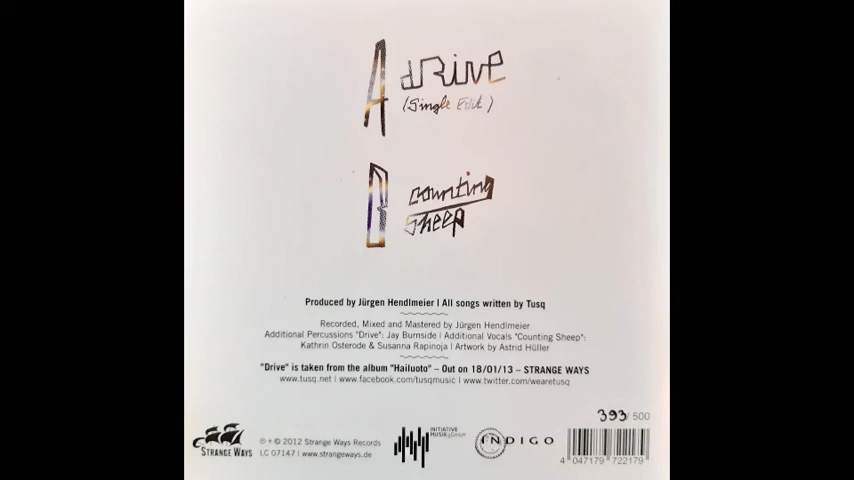 A dRive
(Single Edit)
B counting
sheep
Produced by Jürgen Hendlmeier | All songs written by Tusq
Recorded, Mixed and Mastered by Jürgen Hendlmeier
Additional Percussions "Drive": Jay Burnside | Additional Vocals "Counting Sheep":
Kathrin Osterode & Susanna Rapinoja | Artwork by Astrid Hüller
"Drive" is taken from the album "Hailuoto" – Out on 18/01/13 – STRANGE WAYS
www.tusq.net | www.facebook.com/tusqmusic | www.twitter.com/wearetusq
393/500
STRANGE WAYS
℗ + © 2012 Strange Ways Records
LC 07147 | www.strangeways.de
INITIATIVE
MUSIK gGmbH
INDIGO
4 047179 722179